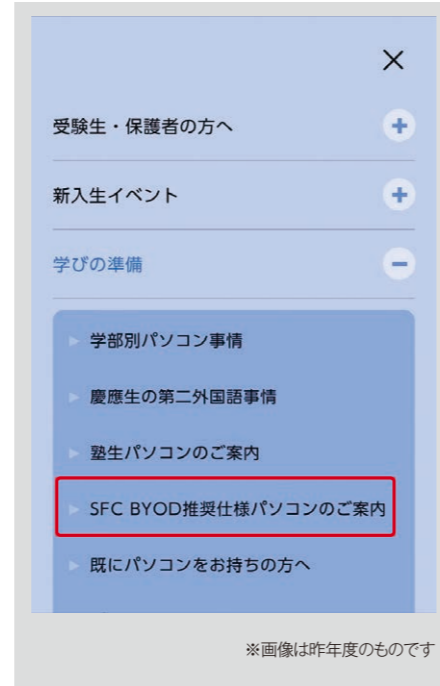 受験生・保護者の方へ
新入生イベント
学びの準備
学部別パソコン事情
慶應生の第二外国語事情
塾生パソコンのご案内
SFC BYOD推奨仕様パソコンのご案内
既にパソコンをお持ちの方へ
※画像は昨年度のものです